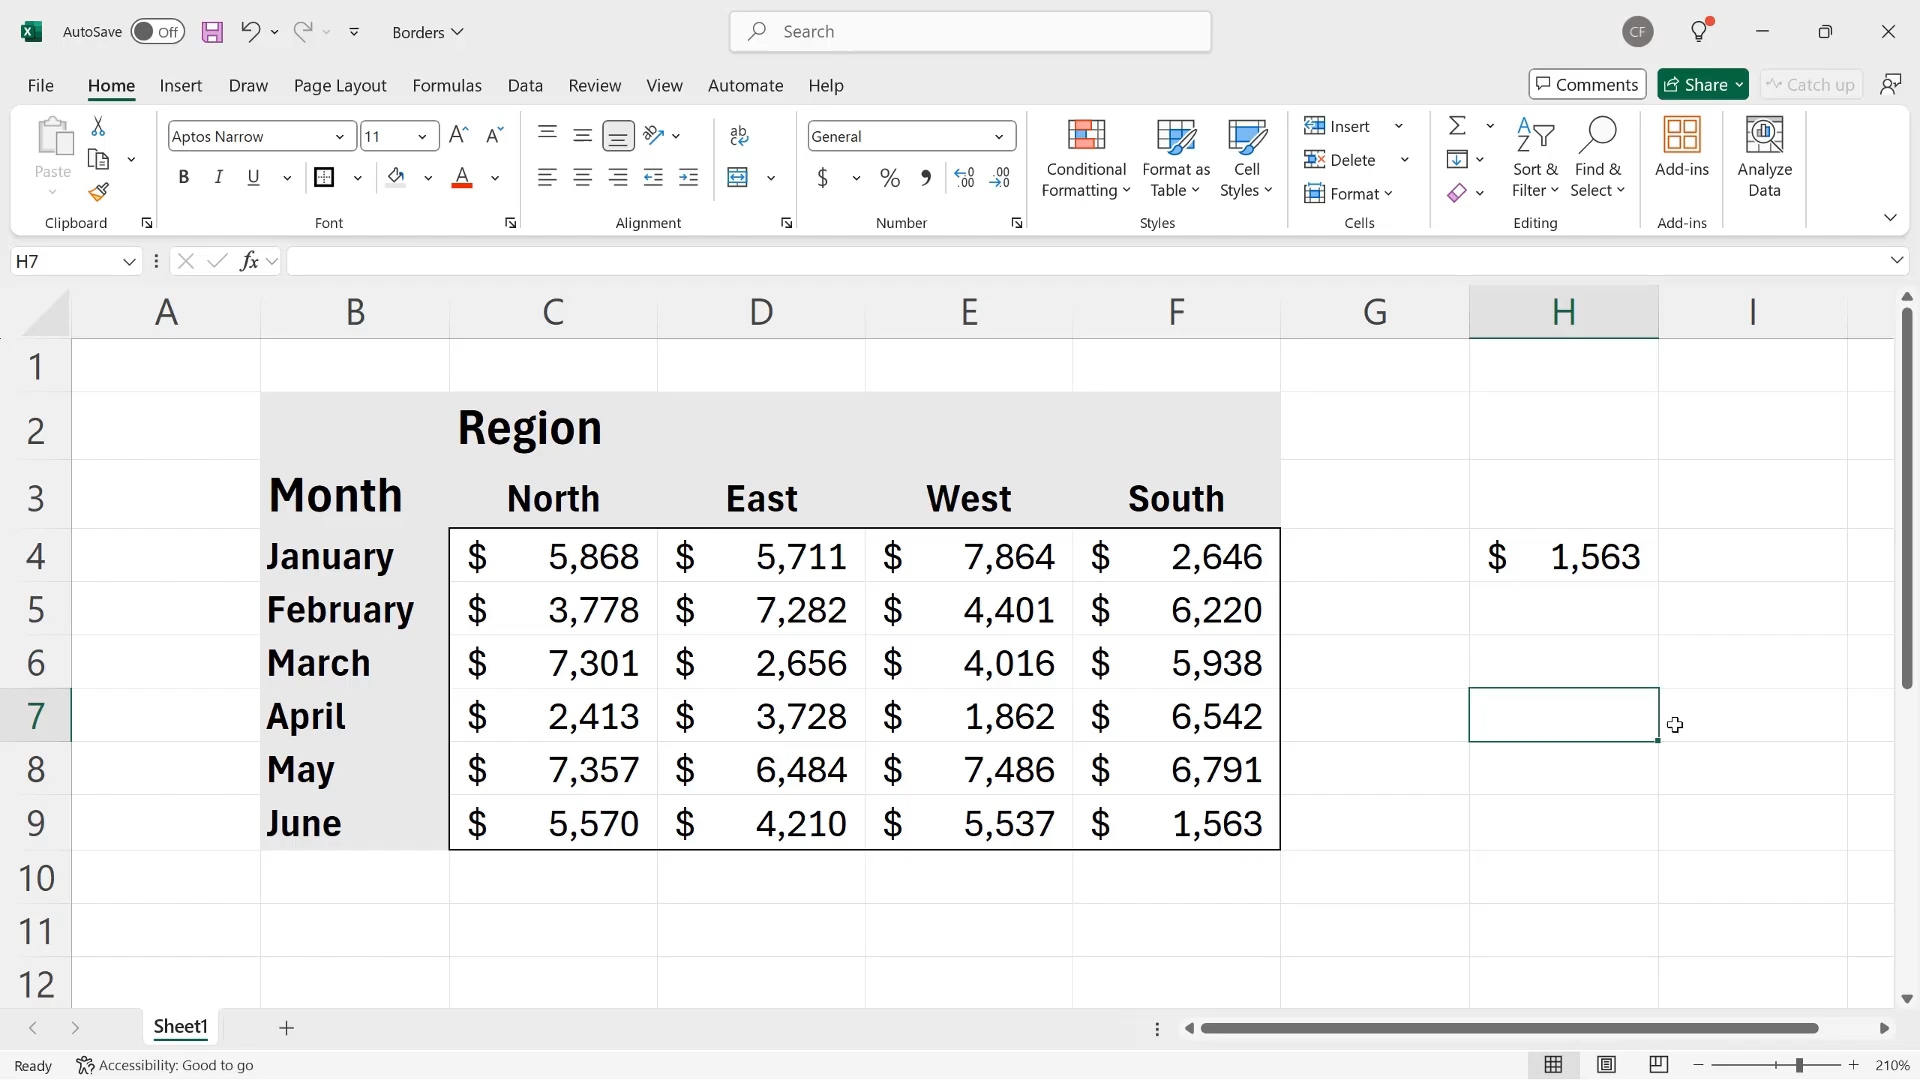 AutoSave Off Borders Search CF
File Home Insert Draw Page Layout Formulas Data Review View Automate Help Comments Share Catch up
Paste Clipboard
Aptos Narrow 11
B I U A
Font
ab
Alignment
General
$ % , .00 .00
Number
Conditional Formatting Format as Table Cell Styles
Styles
Insert
Delete
Format
Cells
Sort & Filter Find & Select
Editing
Add-ins
Add-ins
Analyze Data
H7 fx
A B C D E F G H I
1
2 Region
3 Month North East West South
4 January $ 5,868 $ 5,711 $ 7,864 $ 2,646 $ 1,563
5 February $ 3,778 $ 7,282 $ 4,401 $ 6,220
6 March $ 7,301 $ 2,656 $ 4,016 $ 5,938
7 April $ 2,413 $ 3,728 $ 1,862 $ 6,542
8 May $ 7,357 $ 6,484 $ 7,486 $ 6,791
9 June $ 5,570 $ 4,210 $ 5,537 $ 1,563
10
11
12
Sheet1
Ready Accessibility: Good to go 210%